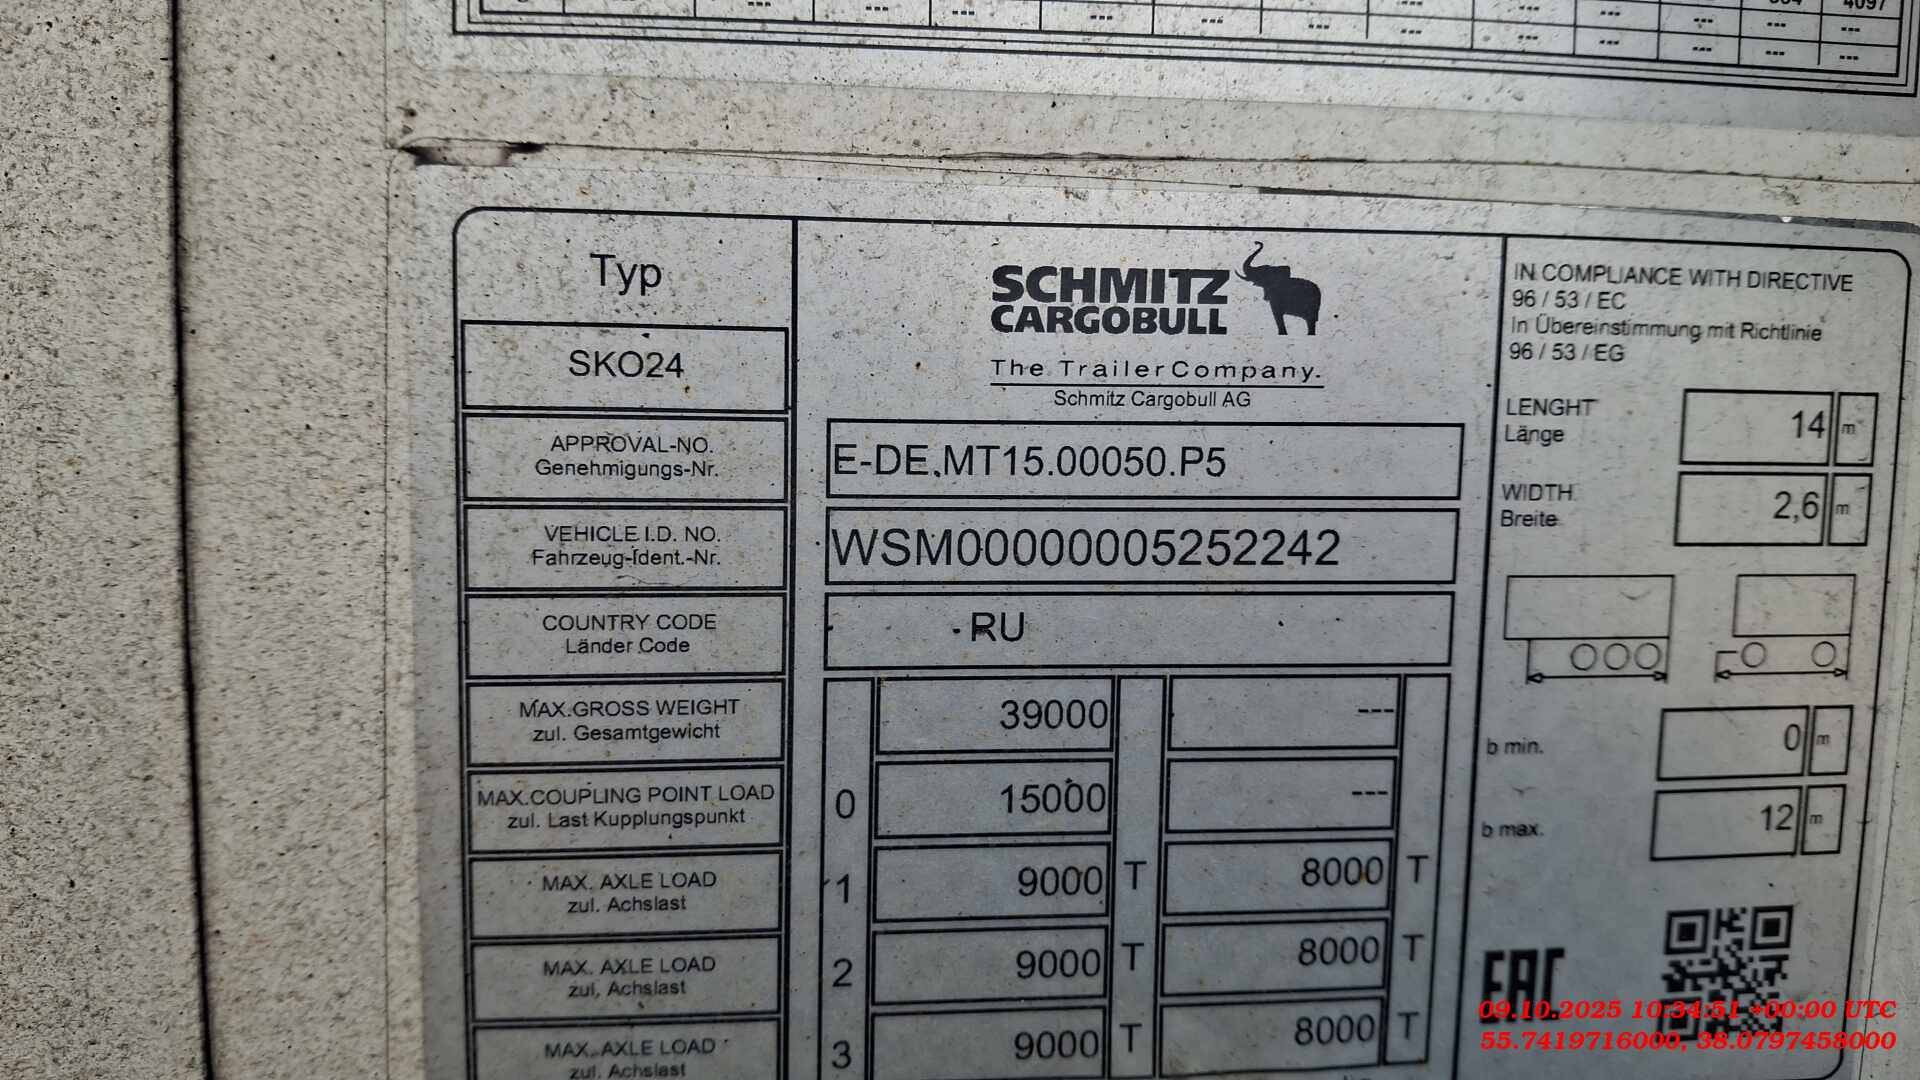 4097
Typ
SKO24
APPROVAL-NO.
Genehmigungs-Nr.
VEHICLE I.D. NO.
Fahrzeug-Ident.-Nr.
COUNTRY CODE
Länder Code
MAX.GROSS WEIGHT
zul. Gesamtgewicht
MAX.COUPLING POINT LOAD
zul. Last Kupplungspunkt
MAX. AXLE LOAD
zul. Achslast
MAX. AXLE LOAD
zul. Achslast
MAX. AXLE LOAD
zul. Achslast
SCHMITZ
CARGOBULL
The Trailer Company.
Schmitz Cargobull AG
E-DE.MT15.00050.P5
WSM00000005252242
RU
39000 ---
0 15000 ---
1 9000 T 8000 T
2 9000 T 8000 T
3 9000 T 8000 T
IN COMPLIANCE WITH DIRECTIVE
96 / 53 / EC
In Übereinstimmung mit Richtlinie
96 / 53 / EG
LENGHT
Länge
14 m
WIDTH
Breite
2,6 m
b min. 0 m
b max. 12 m
EAC
09.10.2025 10:34:51 +00:00 UTC
55.7419716000, 38.0797458000